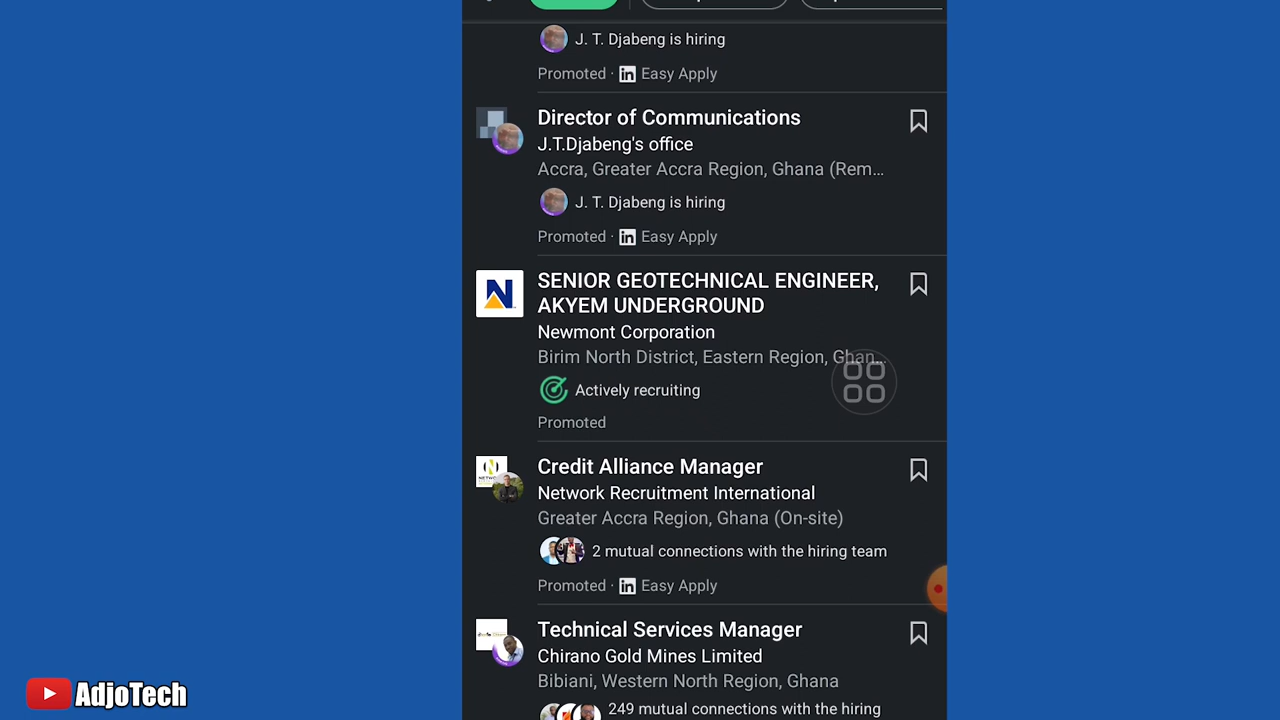 J. T. Djabeng is hiring
Promoted · in Easy Apply
Director of Communications
J.T.Djabeng's office
Accra, Greater Accra Region, Ghana (Rem...
J. T. Djabeng is hiring
Promoted · in Easy Apply
SENIOR GEOTECHNICAL ENGINEER,
AKYEM UNDERGROUND
Newmont Corporation
Birim North District, Eastern Region, Ghan...
Actively recruiting
Promoted
Credit Alliance Manager
Network Recruitment International
Greater Accra Region, Ghana (On-site)
2 mutual connections with the hiring team
Promoted · in Easy Apply
Technical Services Manager
Chirano Gold Mines Limited
Bibiani, Western North Region, Ghana
249 mutual connections with the hiring
AdjoTech